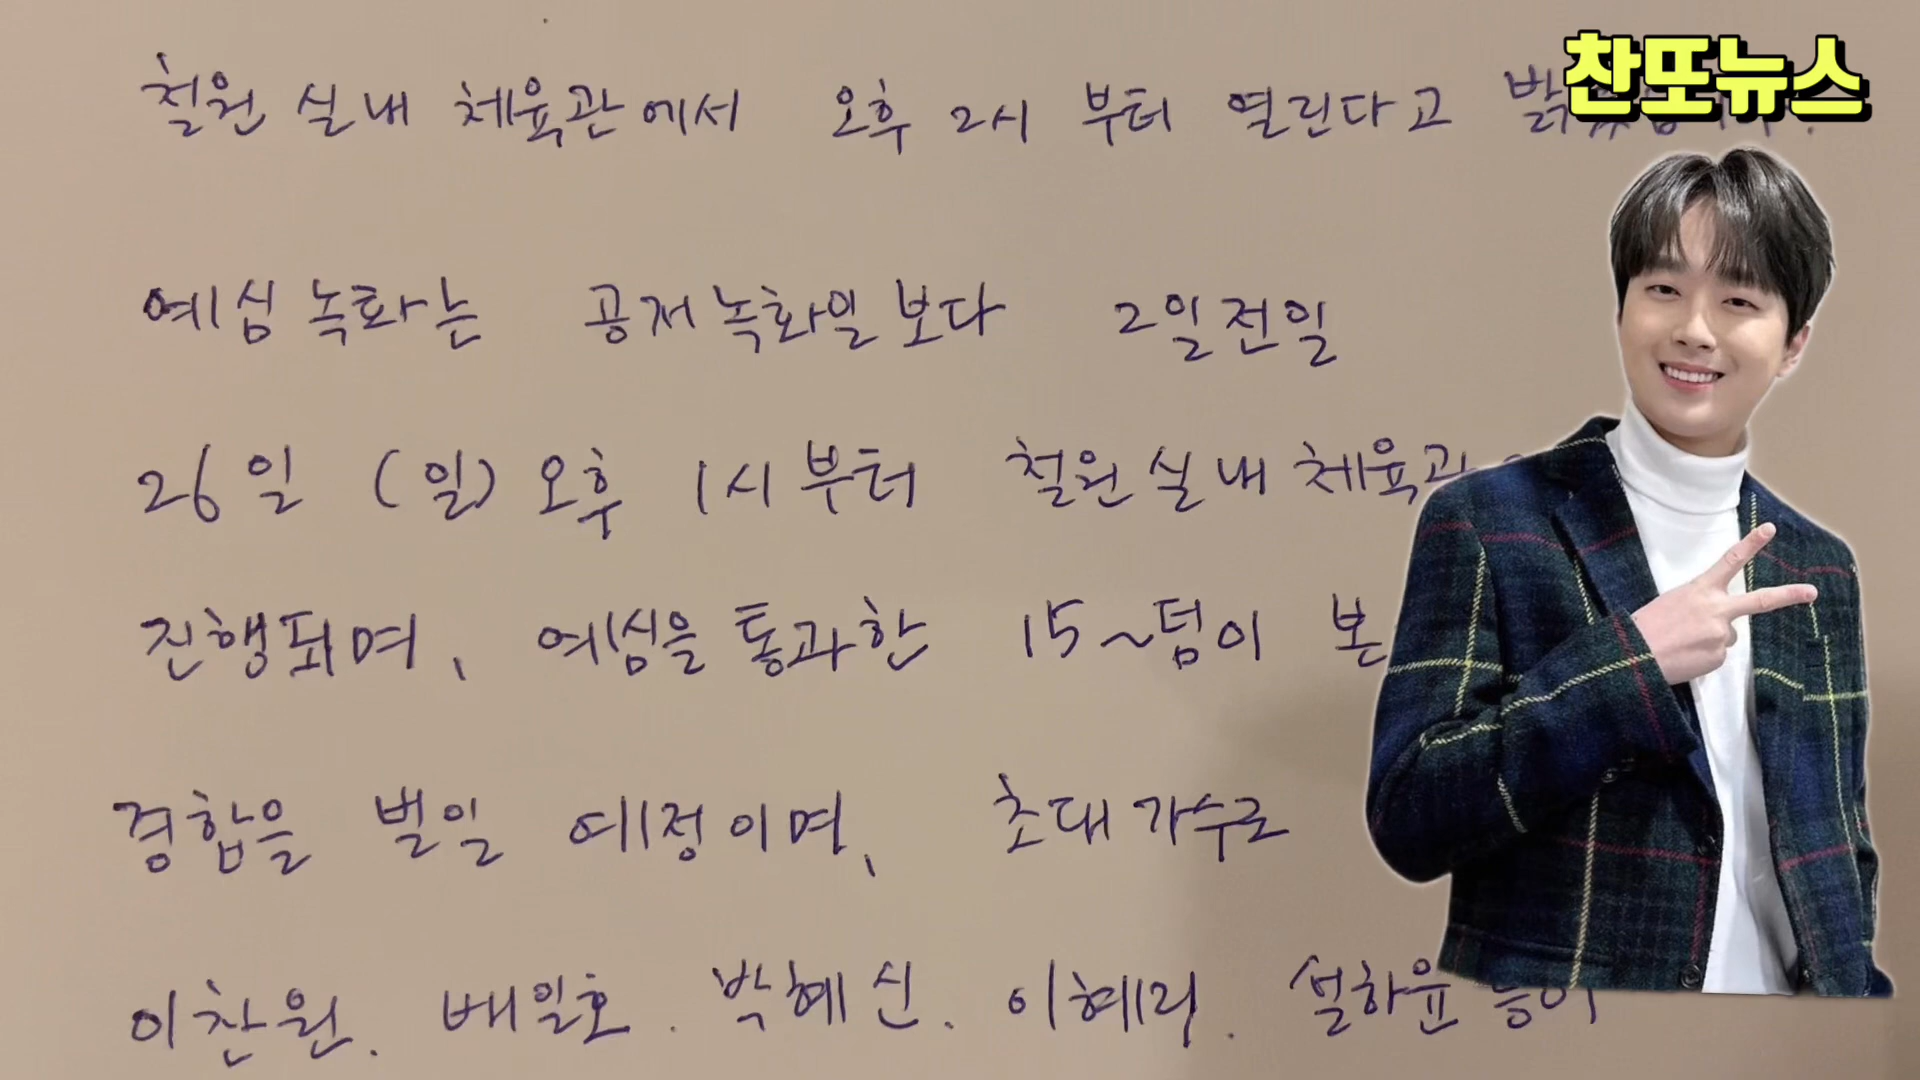 찬또뉴스
철원 실내 체육관에서 오후 2시 부터 열린다고
예심 녹화는 공개녹화일보다 2일전일
26일 (일) 오후 1시부터 철원실내체육관
진행되며, 예심을 통과한 15~팀이 본
경합을 벌일 예정이며, 초대가수로
이찬원. 배일호. 박혜신. 이혜리. 설하윤 등이